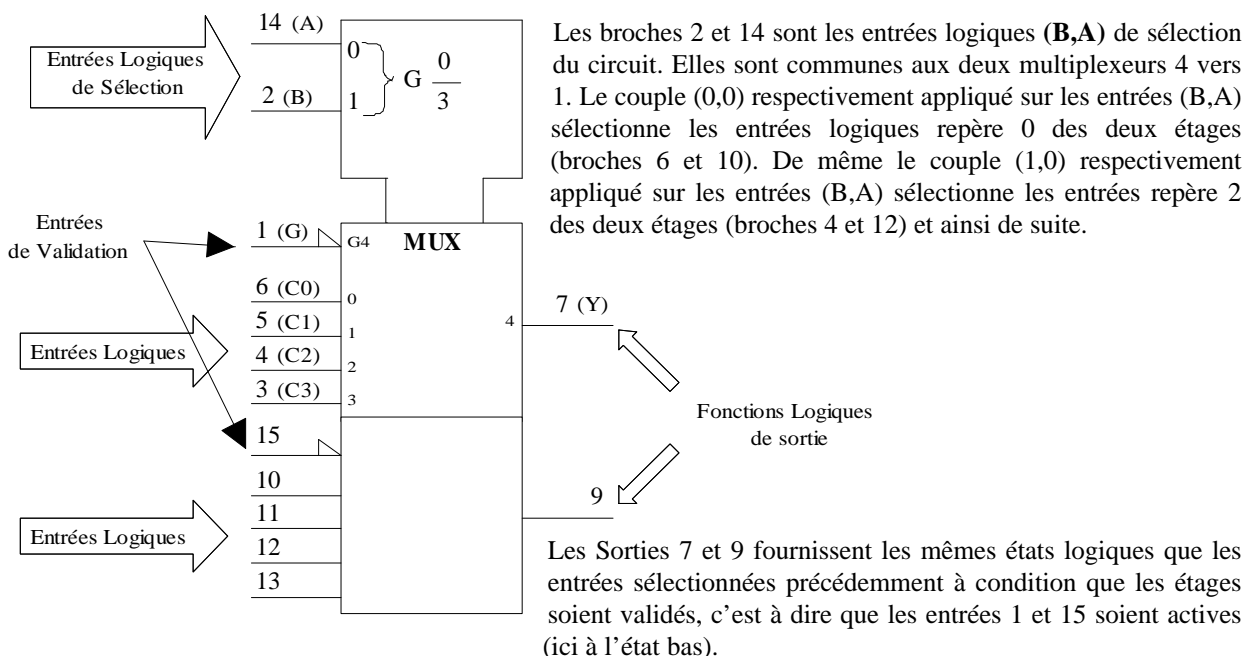 14 (A)
Entrées Logiques
de Sélection
2 (B)
0
1
G
0
3
Les broches 2 et 14 sont les entrées logiques (B,A) de sélection
du circuit. Elles sont communes aux deux multiplexeurs 4 vers
1. Le couple (0,0) respectivement appliqué sur les entrées (B,A)
sélectionne les entrées logiques repère 0 des deux étages
(broches 6 et 10). De même le couple (1,0) respectivement
appliqué sur les entrées (B,A) sélectionne les entrées repère 2
des deux étages (broches 4 et 12) et ainsi de suite.
Entrées
de Validation
1 (G)
G4
MUX
6 (C0)
0
5 (C1)
1
4 (C2)
2
3 (C3)
3
4
7 (Y)
Entrées Logiques
Fonctions Logiques
de sortie
15
10
11
12
13
9
Entrées Logiques
Les Sorties 7 et 9 fournissent les mêmes états logiques que les
entrées sélectionnées précédemment à condition que les étages
soient validés, c'est à dire que les entrées 1 et 15 soient actives
(ici à l'état bas).